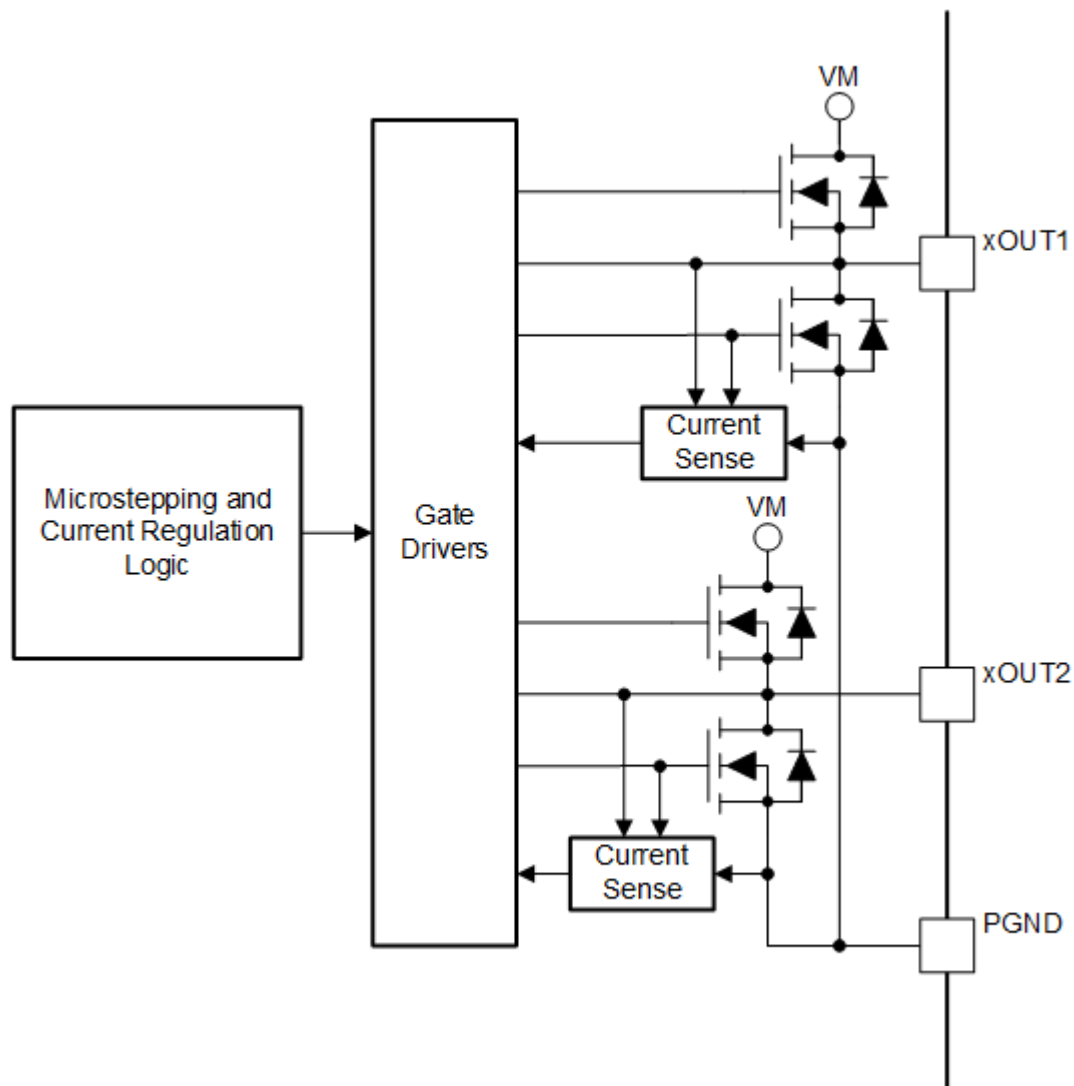 VM
xOUT1
Current
Sense
Microstepping and
Current Regulation
Logic
Gate
Drivers
VM
xOUT2
Current
Sense
PGND